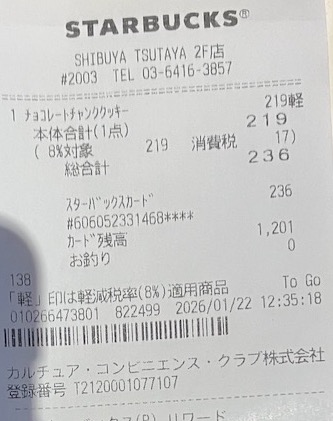 STARBUCKS®
SHIBUYA TSUTAYA 2F店
#2003 TEL 03-6416-3857
1 ﾁｮｺﾚｰﾄﾁｬﾝｸｸｯｷｰ 219軽
本体合計(1点) 219
( 8%対象 219 消費税 17)
総合計 236
ｽﾀｰﾊﾞｯｸｽｶｰﾄﾞ 236
#606052331468****
ｶｰﾄﾞ残高 1,201
お釣り 0
138 To Go
「軽」印は軽減税率(8%)適用商品
010266473801 822499 2026/01/22 12:35:18
カルチュア・コンビニエンス・クラブ株式会社
登録番号 T2120001077107
(R) リワード